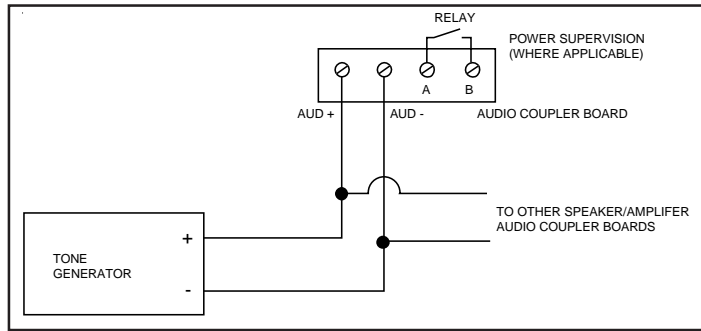 RELAY
POWER SUPERVISION
(WHERE APPLICABLE)
A B
AUD + AUD - AUDIO COUPLER BOARD
TO OTHER SPEAKER/AMPLIFER
AUDIO COUPLER BOARDS
+
TONE
GENERATOR
-